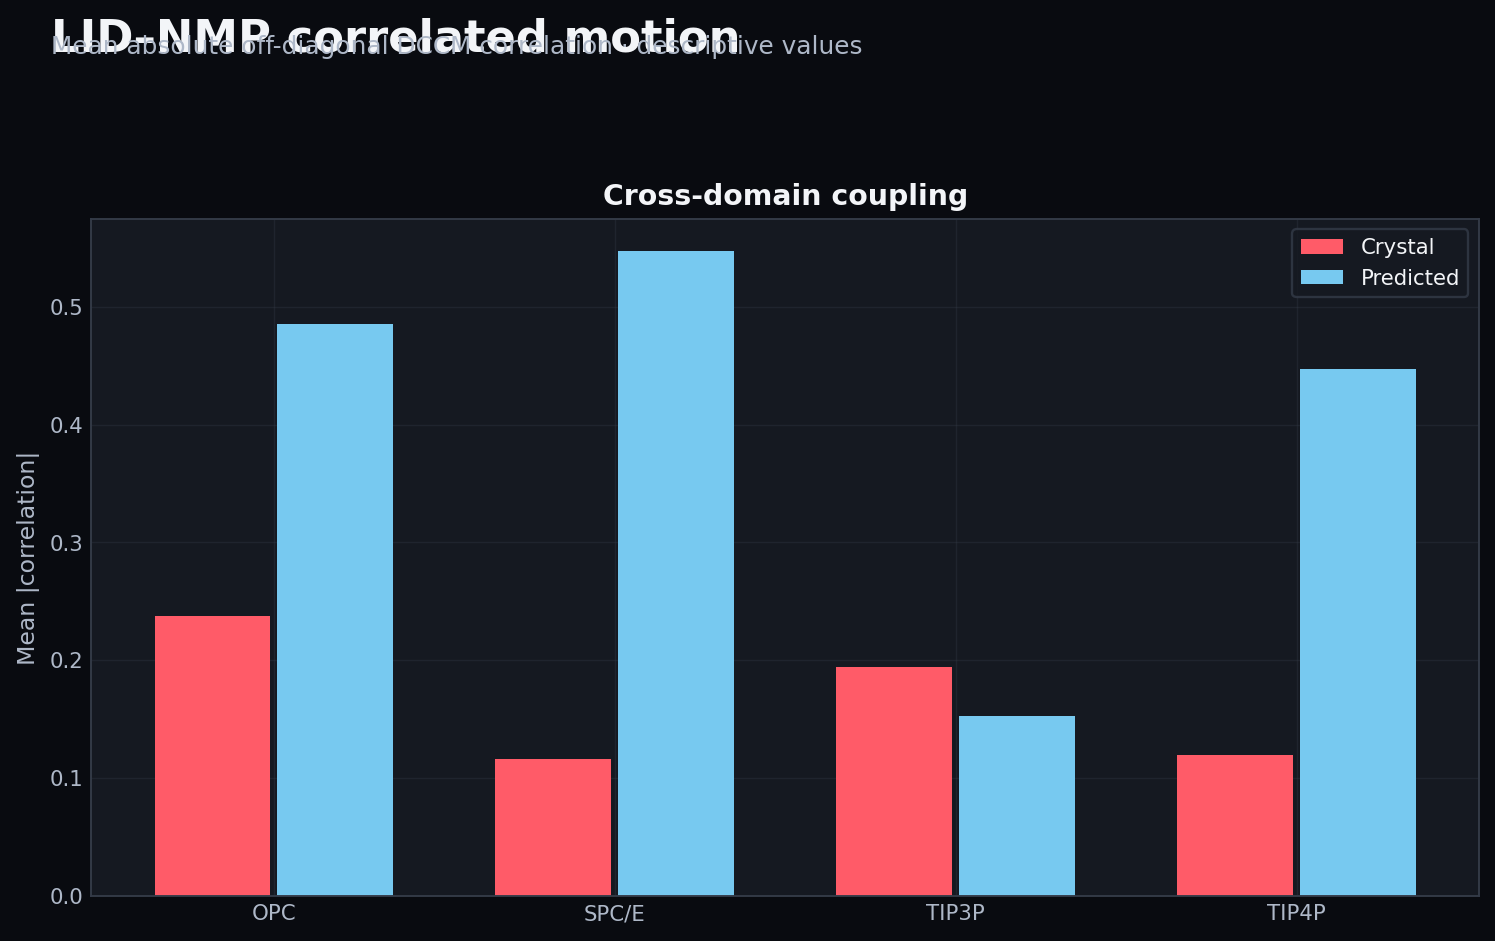 LID-NMP correlated motion
Mean absolute off-diagonal DCCM correlation · descriptive values
Cross-domain coupling
Crystal
Predicted
Mean |correlation|
0.5
0.4
0.3
0.2
0.1
0.0
OPC
SPC/E
TIP3P
TIP4P